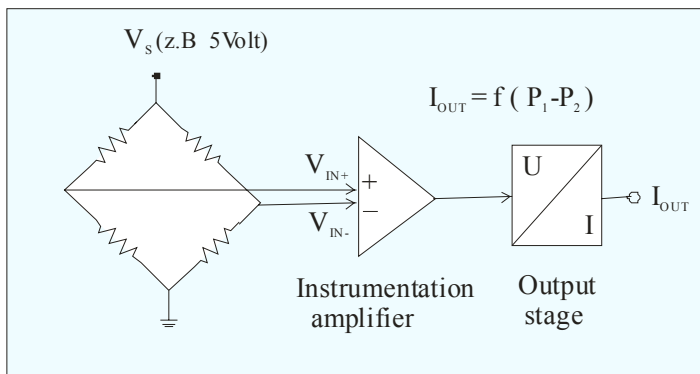 V_S (z.B 5Volt)
I_OUT = f ( P_1-P_2 )
V_IN+
+
−
V_IN-
U
I
I_OUT
Instrumentation
amplifier
Output
stage